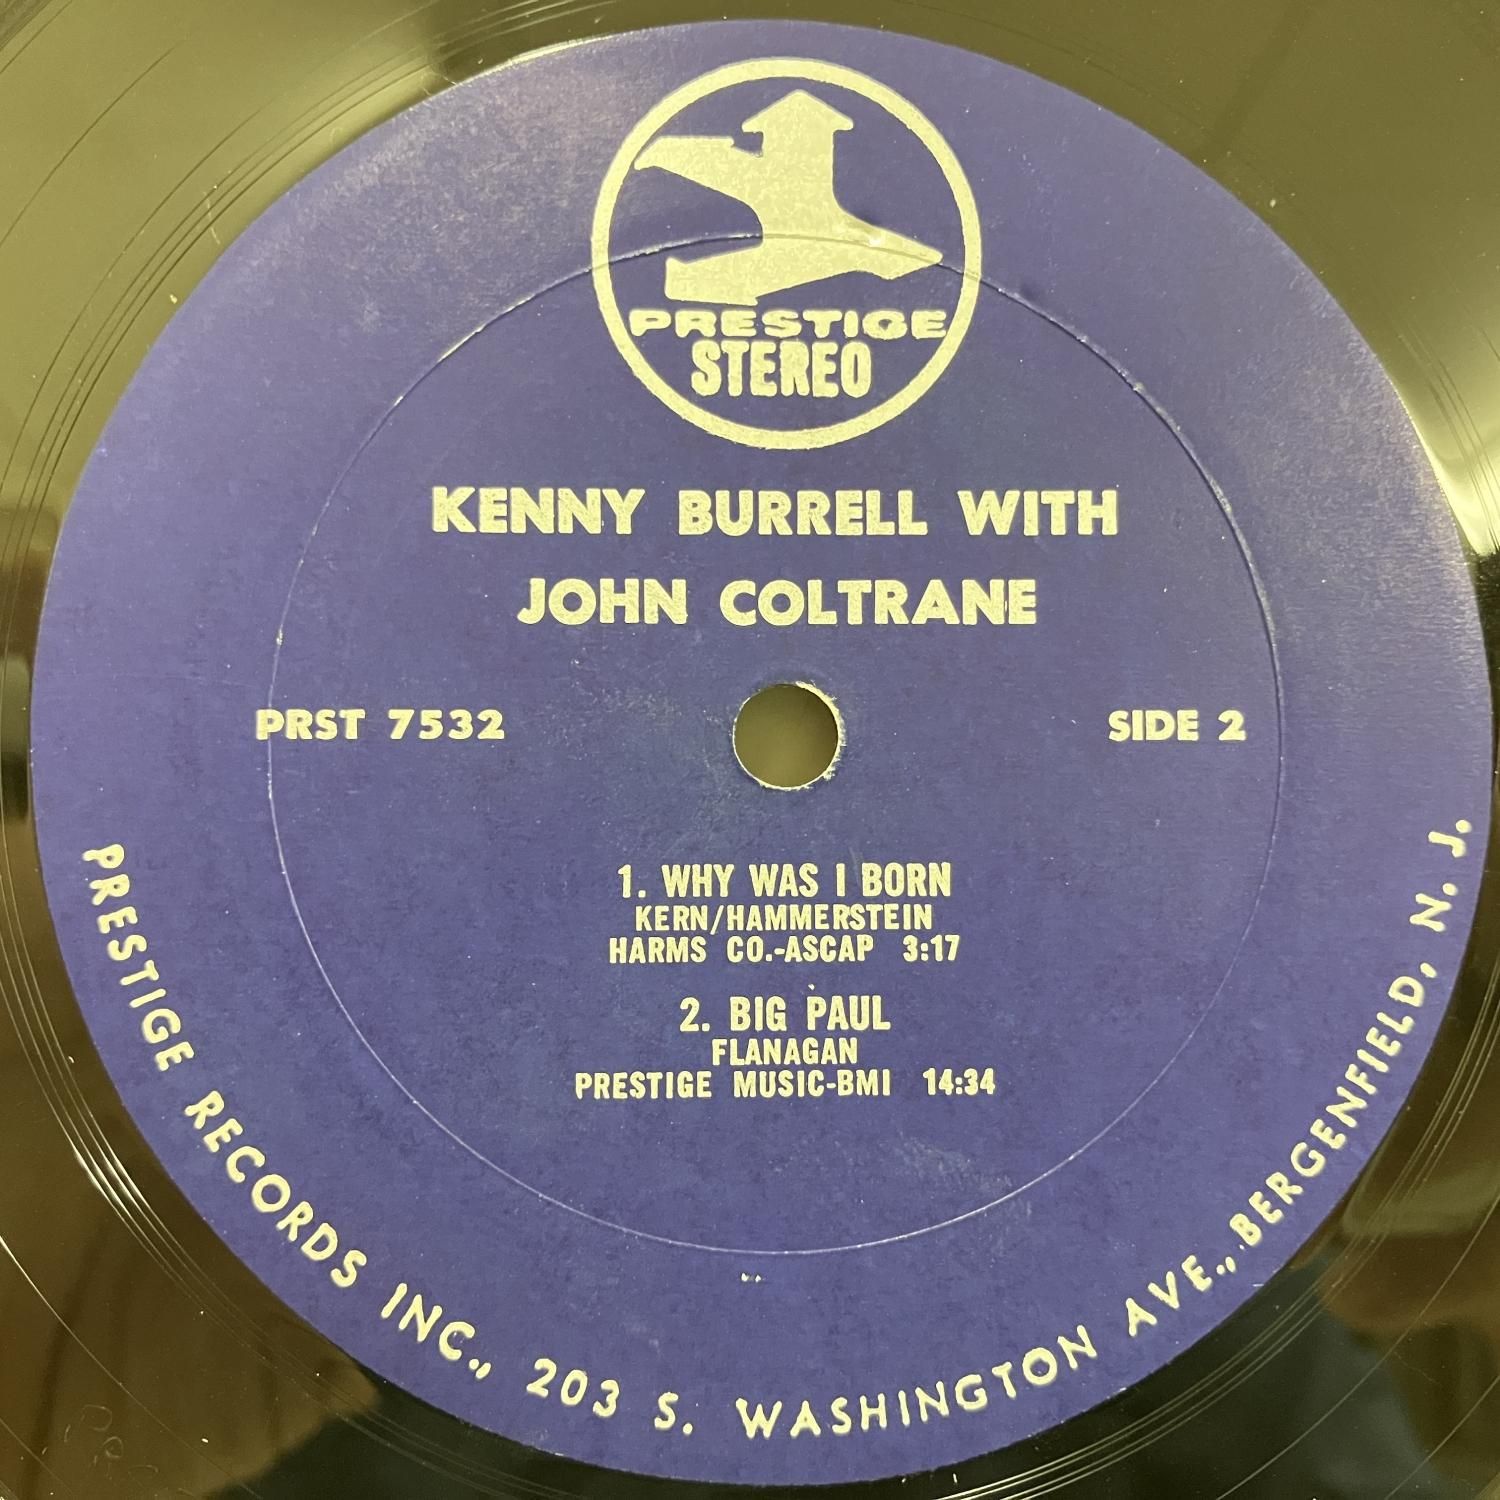 PRESTIGE
STEREO
KENNY BURRELL WITH
JOHN COLTRANE
PRST 7532
SIDE 2
1. WHY WAS I BORN
KERN/HAMMERSTEIN
HARMS CO.-ASCAP 3:17
2. BIG PAUL
FLANAGAN
PRESTIGE MUSIC-BMI 14:34
PRESTIGE RECORDS INC., 203 S. WASHINGTON AVE., BERGENFIELD, N. J.